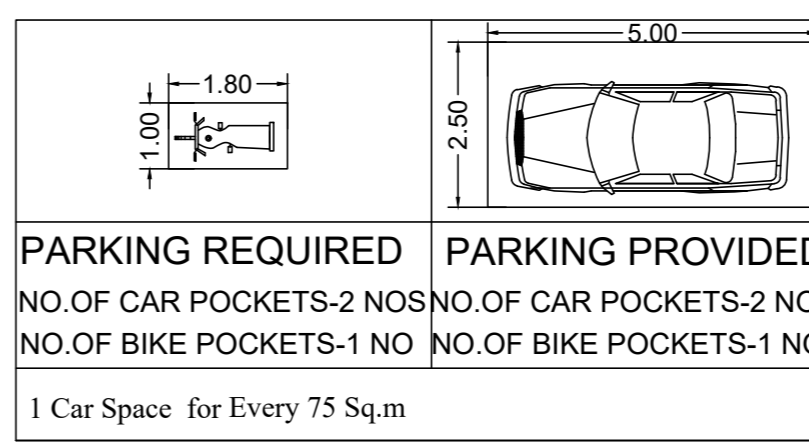 1.80
1.00
5.00
2.50
PARKING REQUIRED
NO.OF CAR POCKETS-2 NOS
NO.OF BIKE POCKETS-1 NO
PARKING PROVIDED
NO.OF CAR POCKETS-2 NO
NO.OF BIKE POCKETS-1 NO
1 Car Space for Every 75 Sq.m